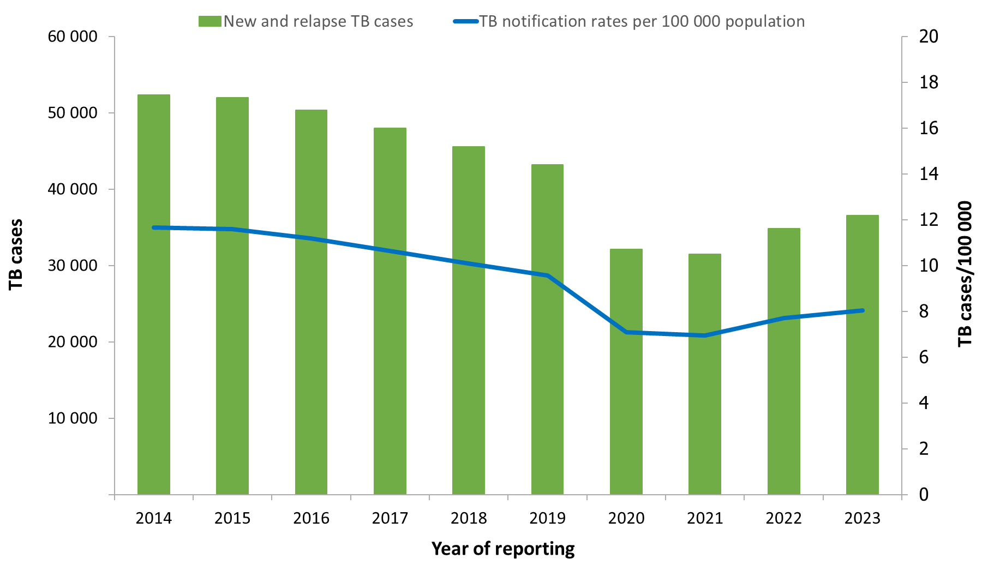 New and relapse TB cases
TB notification rates per 100 000 population
60 000
50 000
40 000
30 000
20 000
10 000
TB cases
20
18
16
14
12
10
8
6
4
2
0
TB cases/100 000
2014 2015 2016 2017 2018 2019 2020 2021 2022 2023
Year of reporting